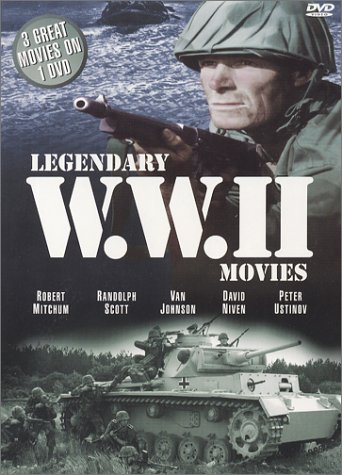 3 GREAT
MOVIES ON
1 DVD
DVD
VIDEO
LEGENDARY
W.W.II
MOVIES
ROBERT MITCHUM
RANDOLPH SCOTT
VAN JOHNSON
DAVID NIVEN
PETER USTINOV